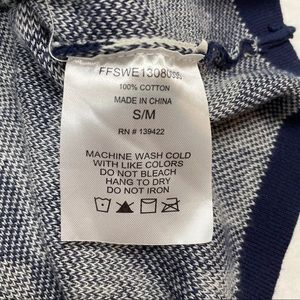 FFSWE13080
100% COTTON
MADE IN CHINA
S/M
RN # 139422
MACHINE WASH COLD
WITH LIKE COLORS
DO NOT BLEACH
HANG TO DRY
DO NOT IRON